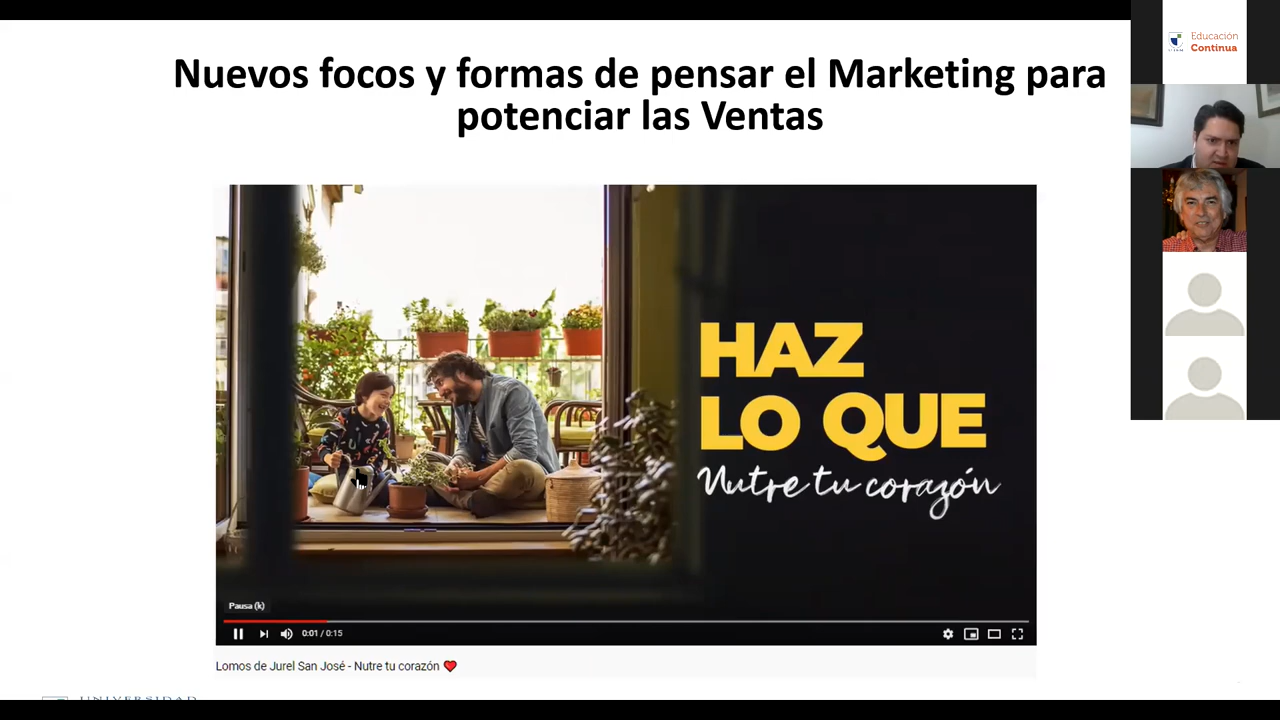 Nuevos focos y formas de pensar el Marketing para
potenciar las Ventas
Educación
Continua
HAZ
LO QUE
Nutre tu corazón
Pausa (k)
0:01 / 0:15
Lomos de Jurel San José - Nutre tu corazón ❤️
UNIVERSIDAD